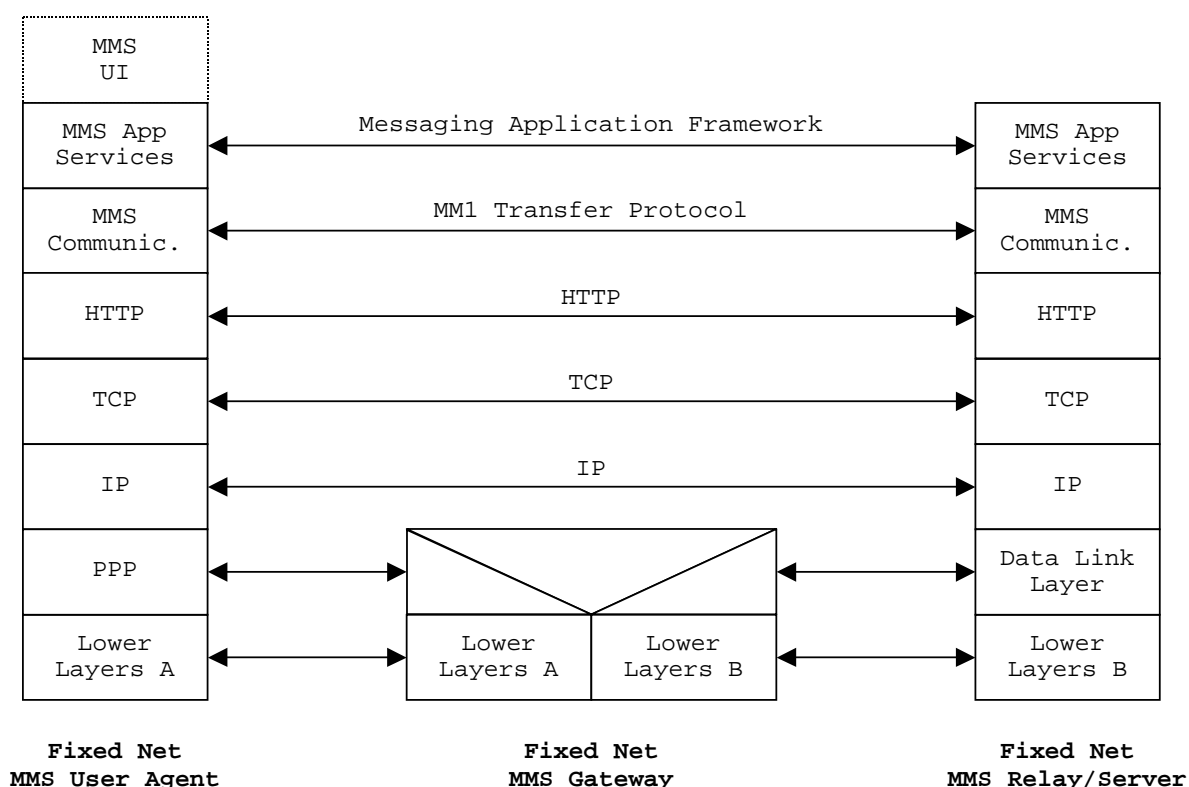 MMS
UI
MMS App
Services
Messaging Application Framework
MMS App
Services
MMS
Communic.
MM1 Transfer Protocol
MMS
Communic.
HTTP
HTTP
HTTP
TCP
TCP
TCP
IP
IP
IP
PPP
Data Link
Layer
Lower
Layers A
Lower
Layers A
Lower
Layers B
Lower
Layers B
Fixed Net
MMS User Agent
Fixed Net
MMS Gateway
Fixed Net
MMS Relay/Server